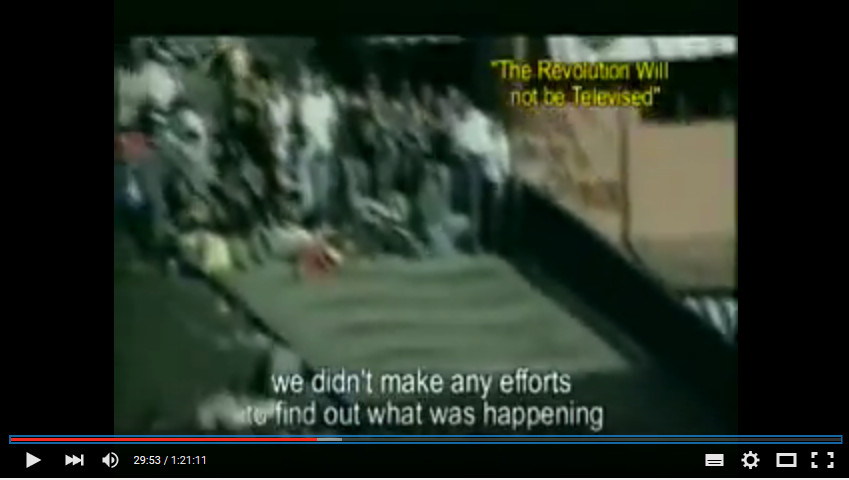 "The Revolution Will
not be Televised"
we didn't make any efforts
to find out what was happening
29:53 / 1:21:11